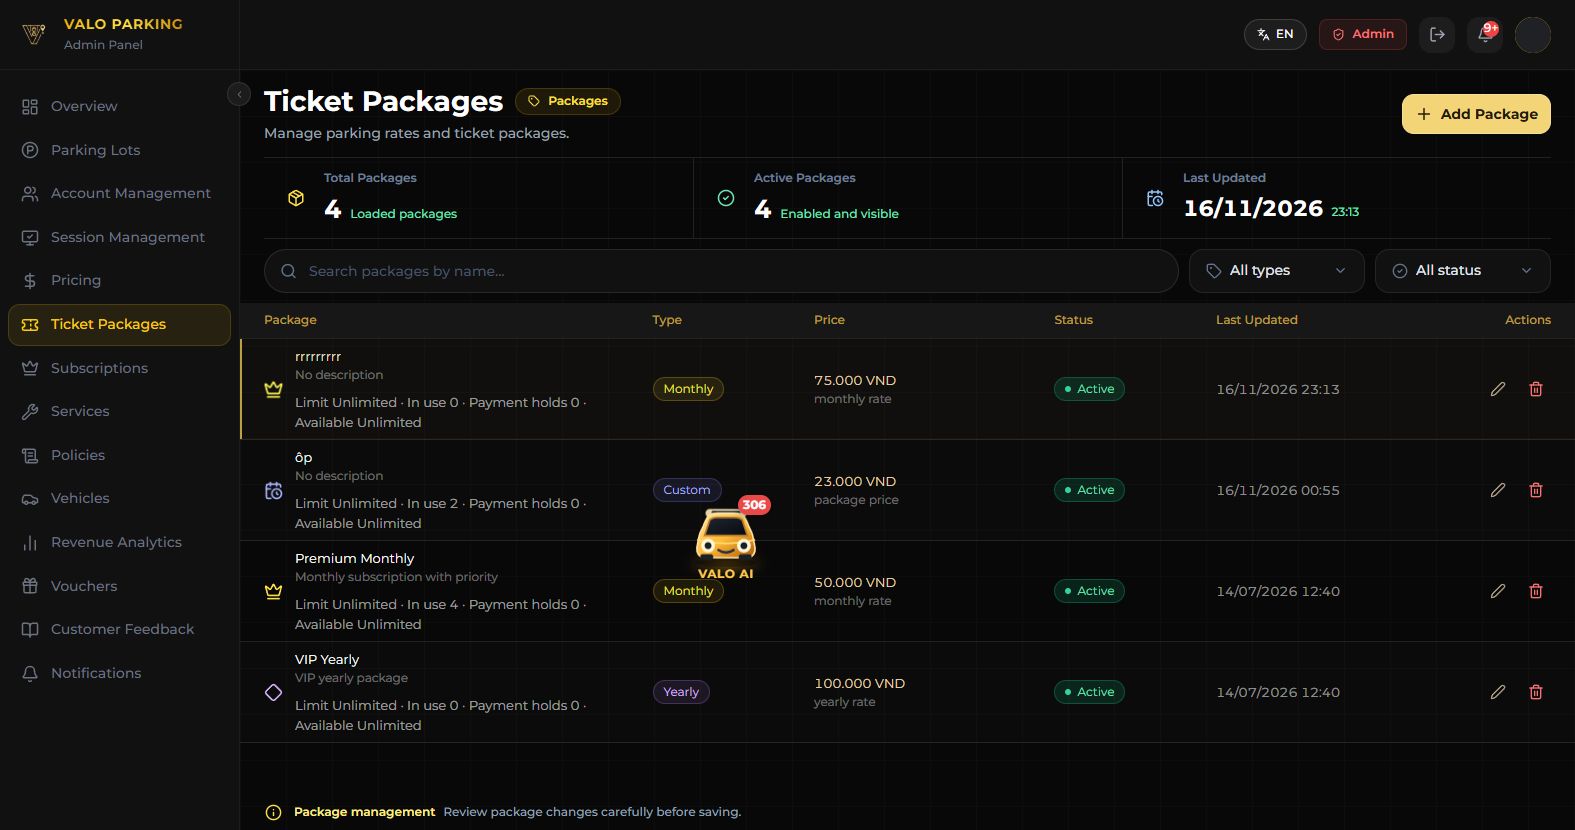 VALO PARKING
Admin Panel
EN
Admin
9+
Overview
Parking Lots
Account Management
Session Management
Pricing
Ticket Packages
Subscriptions
Services
Policies
Vehicles
Revenue Analytics
Vouchers
Customer Feedback
Notifications
Ticket Packages
Packages
Manage parking rates and ticket packages.
Add Package
Total Packages
4 Loaded packages
Active Packages
4 Enabled and visible
Last Updated
16/11/2026 23:13
Search packages by name...
All types
All status
Package Type Price Status Last Updated Actions
rrrrrrrrr
No description
Limit Unlimited · In use 0 · Payment holds 0 ·
Available Unlimited
Monthly
75.000 VND
monthly rate
Active
16/11/2026 23:13
ôp
No description
Limit Unlimited · In use 2 · Payment holds 0 ·
Available Unlimited
Custom
23.000 VND
package price
Active
16/11/2026 00:55
306
VALO AI
Premium Monthly
Monthly subscription with priority
Limit Unlimited · In use 4 · Payment holds 0 ·
Available Unlimited
Monthly
50.000 VND
monthly rate
Active
14/07/2026 12:40
VIP Yearly
VIP yearly package
Limit Unlimited · In use 0 · Payment holds 0 ·
Available Unlimited
Yearly
100.000 VND
yearly rate
Active
14/07/2026 12:40
Package management Review package changes carefully before saving.